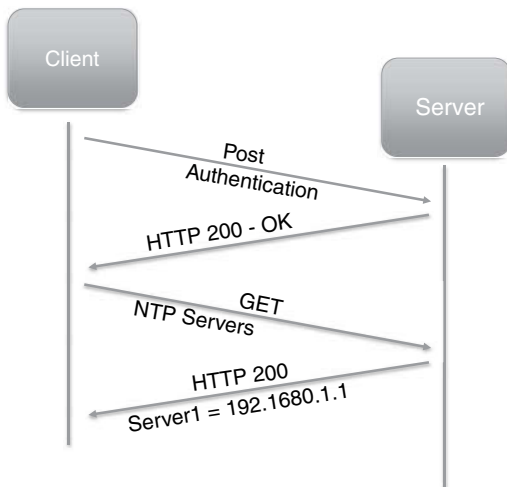 Client
Server
Post
Authentication
HTTP 200 - OK
GET
NTP Servers
HTTP 200
Server1 = 192.1680.1.1